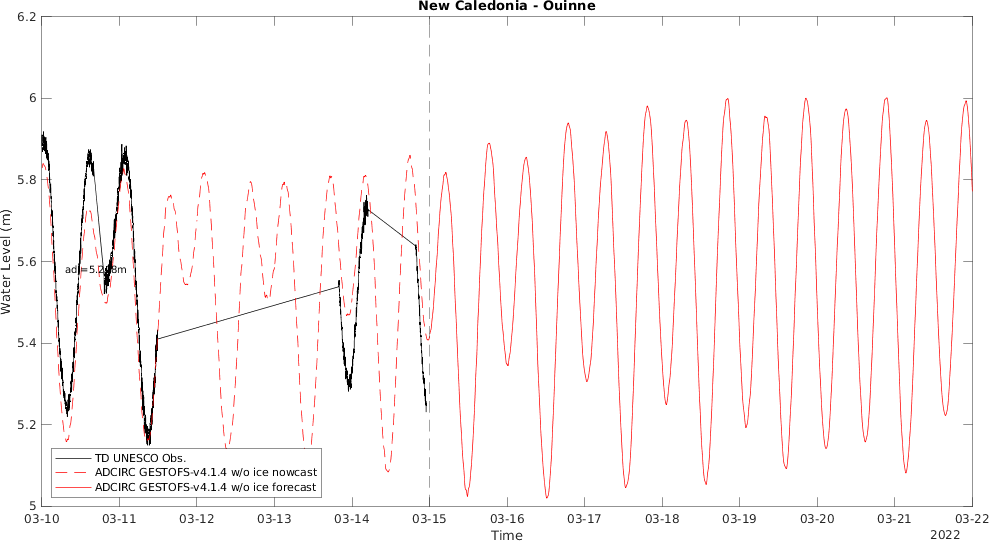 New Caledonia - Ouinne
6.2
6
5.8
5.6
5.4
5.2
5
Water Level (m)
TD UNESCO Obs.
ADCIRC GESTOFS-v4.1.4 w/o ice nowcast
ADCIRC GESTOFS-v4.1.4 w/o ice forecast
03-10 03-11 03-12 03-13 03-14 03-15 03-16 03-17 03-18 03-19 03-20 03-21 03-22
Time
2022